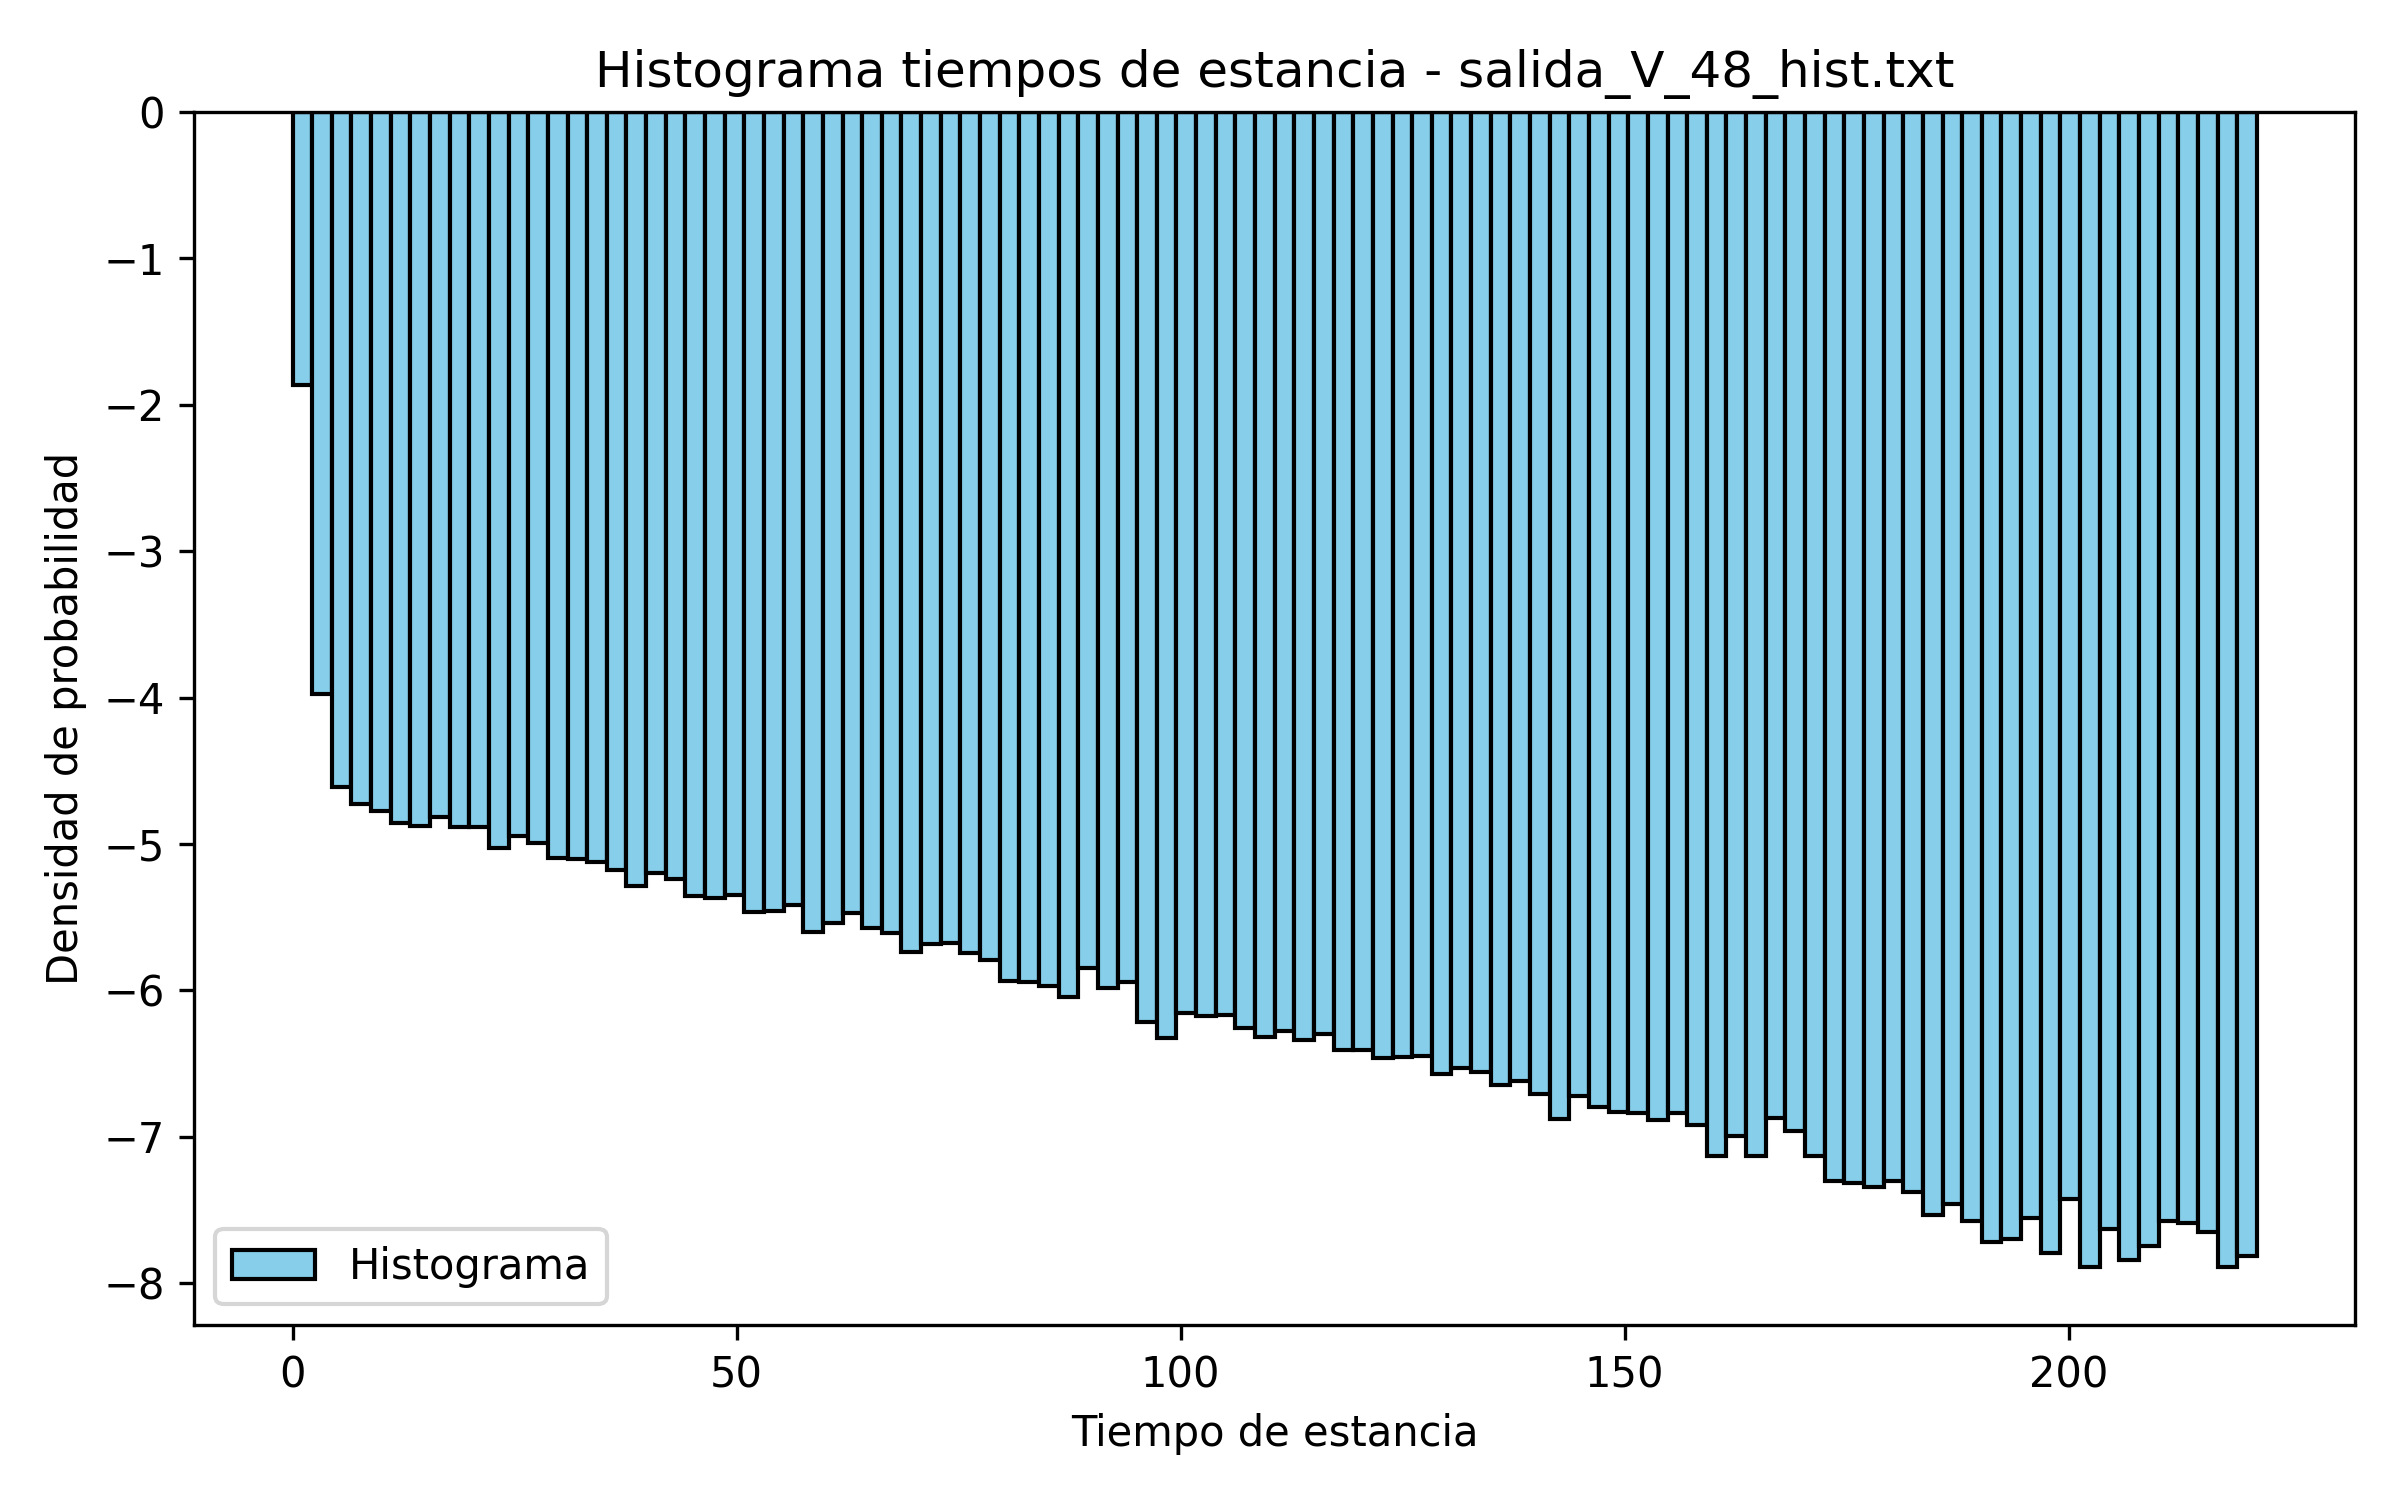 Histograma tiempos de estancia - salida_V_48_hist.txt
0
−1
−2
−3
−4
−5
−6
−7
−8
Densidad de probabilidad
Histograma
0 50 100 150 200
Tiempo de estancia